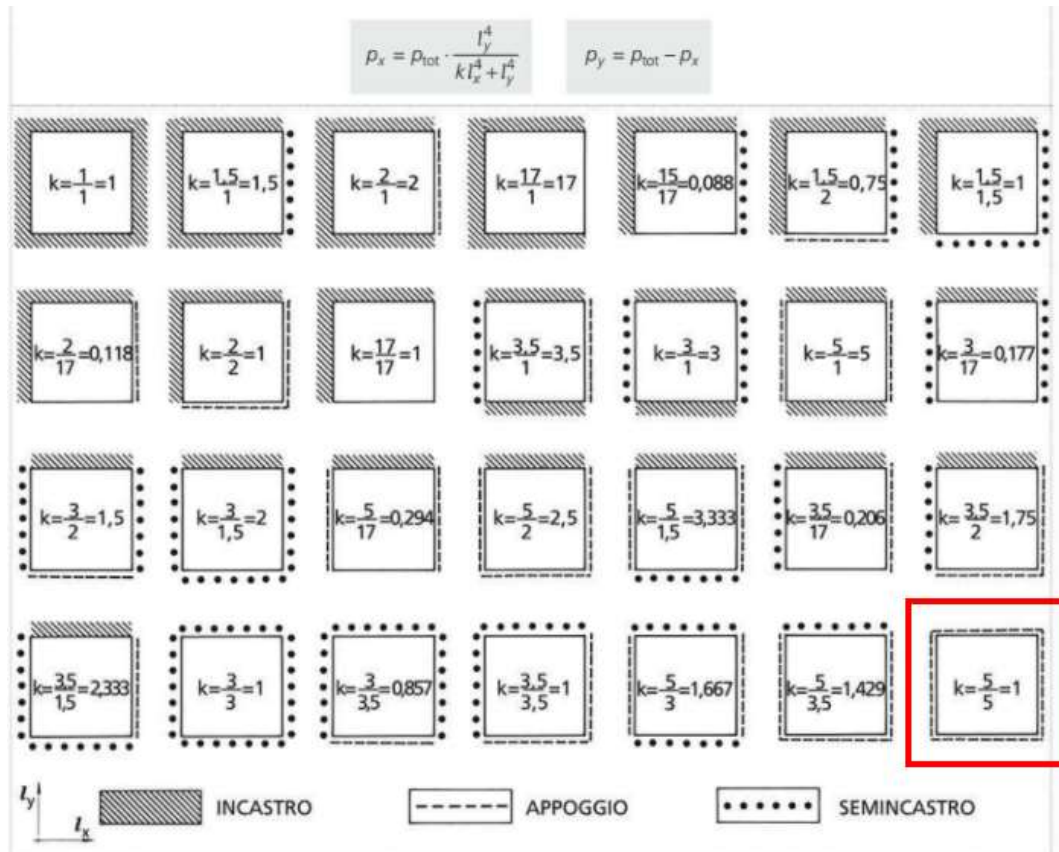 p_x = p_tot · l_y^4 / (k l_x^4 + l_y^4)   p_y = p_tot − p_x
k=1/1=1   k=1,5/1=1,5   k=2/1=2   k=17/1=17   k=15/17=0,088   k=1,5/2=0,75   k=1,5/1,5=1
k=2/17=0,118   k=2/2=1   k=17/17=1   k=3,5/1=3,5   k=3/1=3   k=5/1=5   k=3/17=0,177
k=3/2=1,5   k=3/1,5=2   k=5/17=0,294   k=5/2=2,5   k=5/1,5=3,333   k=3,5/17=0,206   k=3,5/2=1,75
k=3,5/1,5=2,333   k=3/3=1   k=3/3,5=0,857   k=3,5/3,5=1   k=5/3=1,667   k=5/3,5=1,429   k=5/5=1
l_y   l_x   INCASTRO   APPOGGIO   SEMINCASTRO